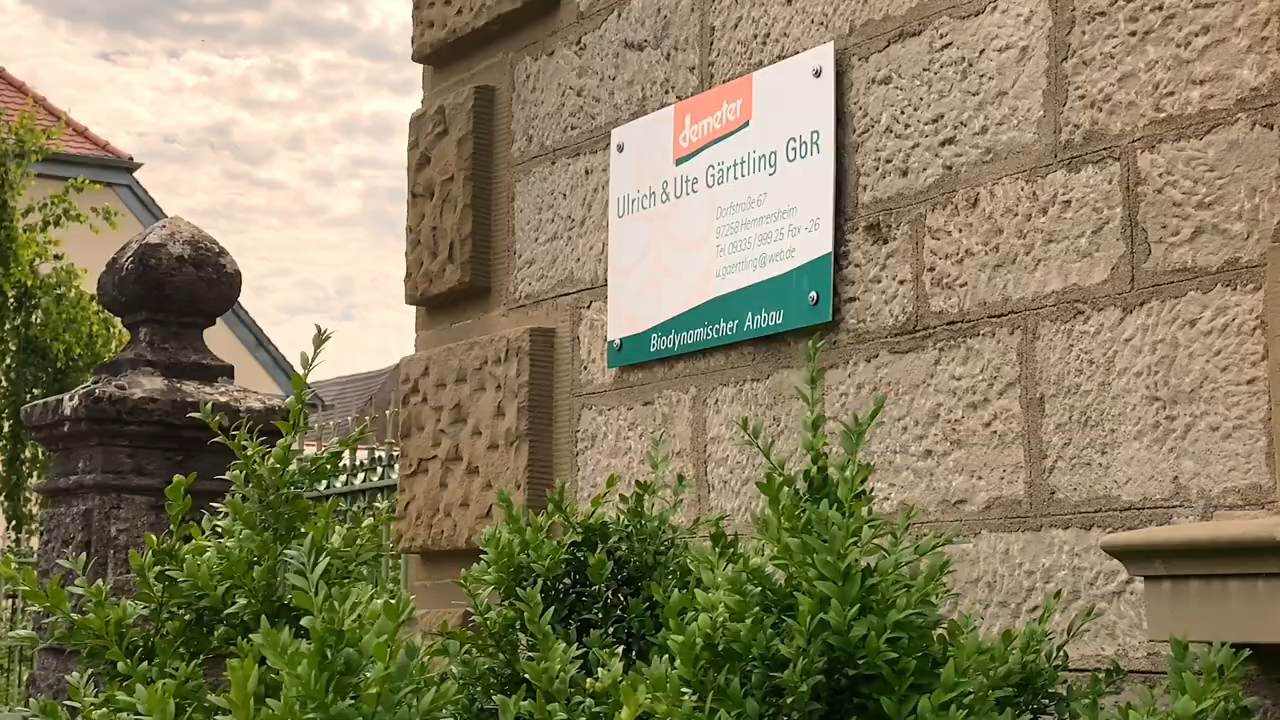 demeter
Ulrich & Ute Gärttling GbR
Dorfstraße 67
97258 Hemmersheim
Tel. 09335 / 999 25 Fax -26
u.gaerttling@web.de
Biodynamischer Anbau